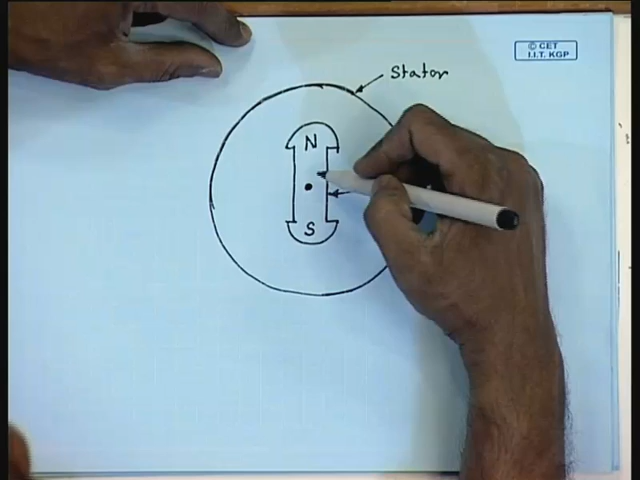 © CET
I.I.T. KGP
Stator
N
S